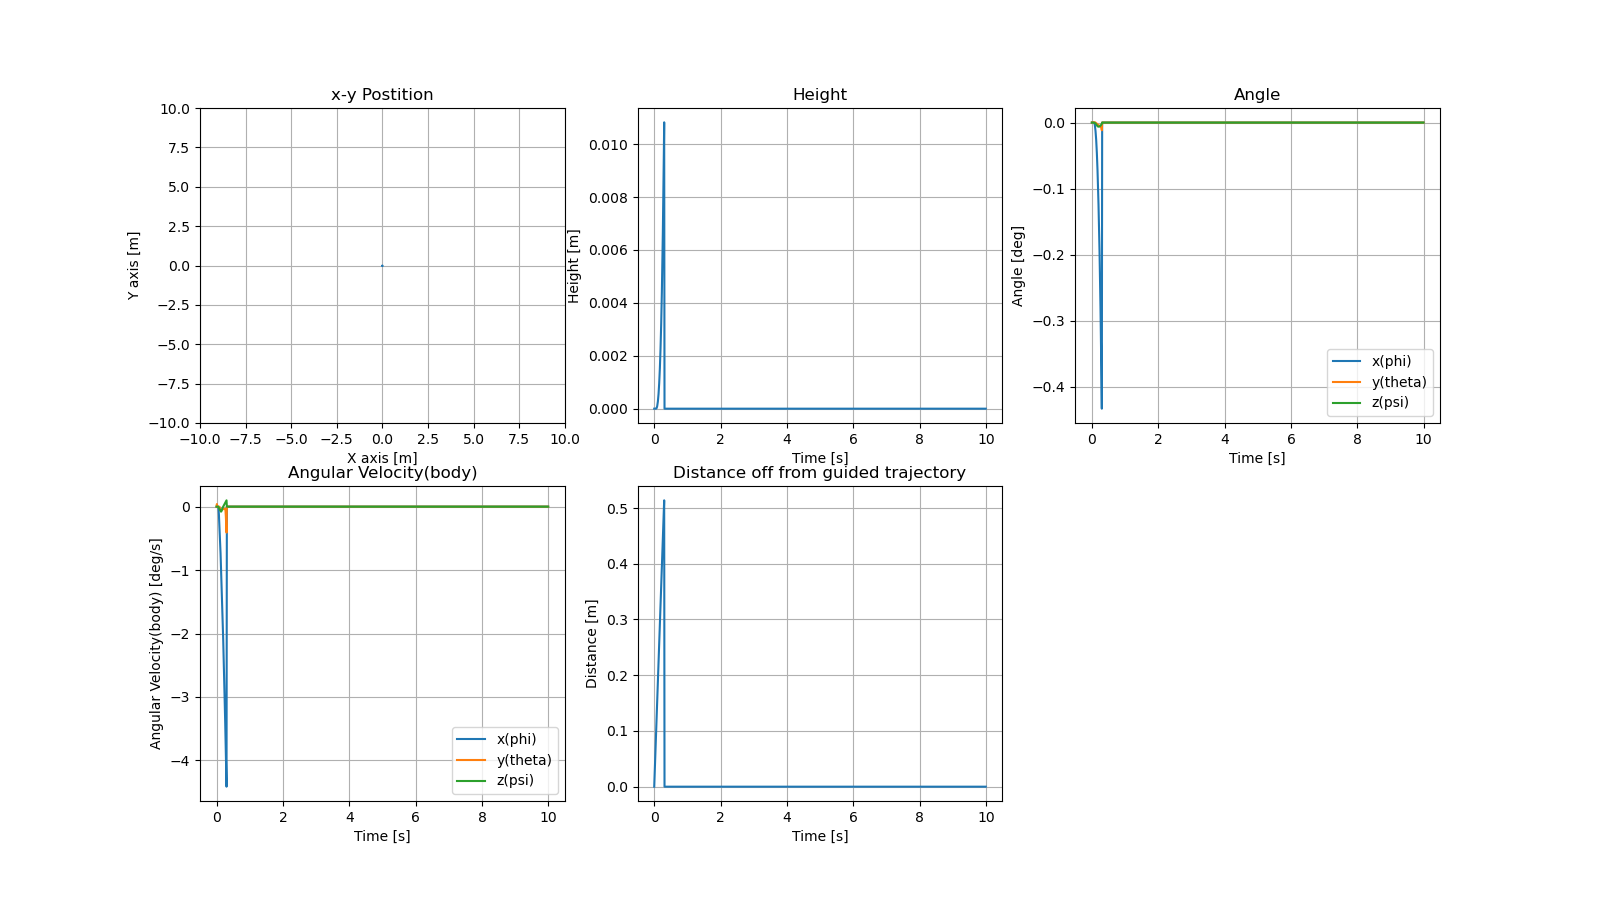 x-y Postition
10.0
7.5
5.0
2.5
0.0
−2.5
−5.0
−7.5
−10.0
Y axis [m]
−10.0 −7.5 −5.0 −2.5 0.0 2.5 5.0 7.5 10.0
X axis [m]
Height
0.010
0.008
0.006
0.004
0.002
0.000
Height [m]
0 2 4 6 8 10
Time [s]
Angle
0.0
−0.1
−0.2
−0.3
−0.4
Angle [deg]
x(phi)
y(theta)
z(psi)
0 2 4 6 8 10
Time [s]
Angular Velocity(body)
0
−1
−2
−3
−4
Angular Velocity(body) [deg/s]
x(phi)
y(theta)
z(psi)
0 2 4 6 8 10
Time [s]
Distance off from guided trajectory
0.5
0.4
0.3
0.2
0.1
0.0
Distance [m]
0 2 4 6 8 10
Time [s]